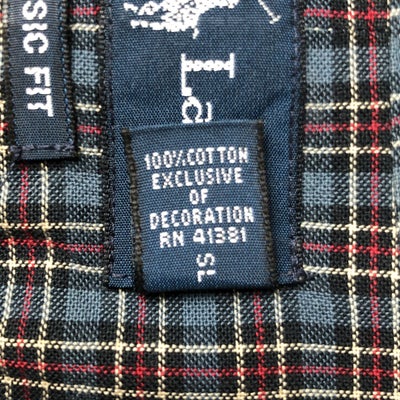 SIC FIT
L
100% COTTON
EXCLUSIVE
OF
DECORATION
RN 41381
SL